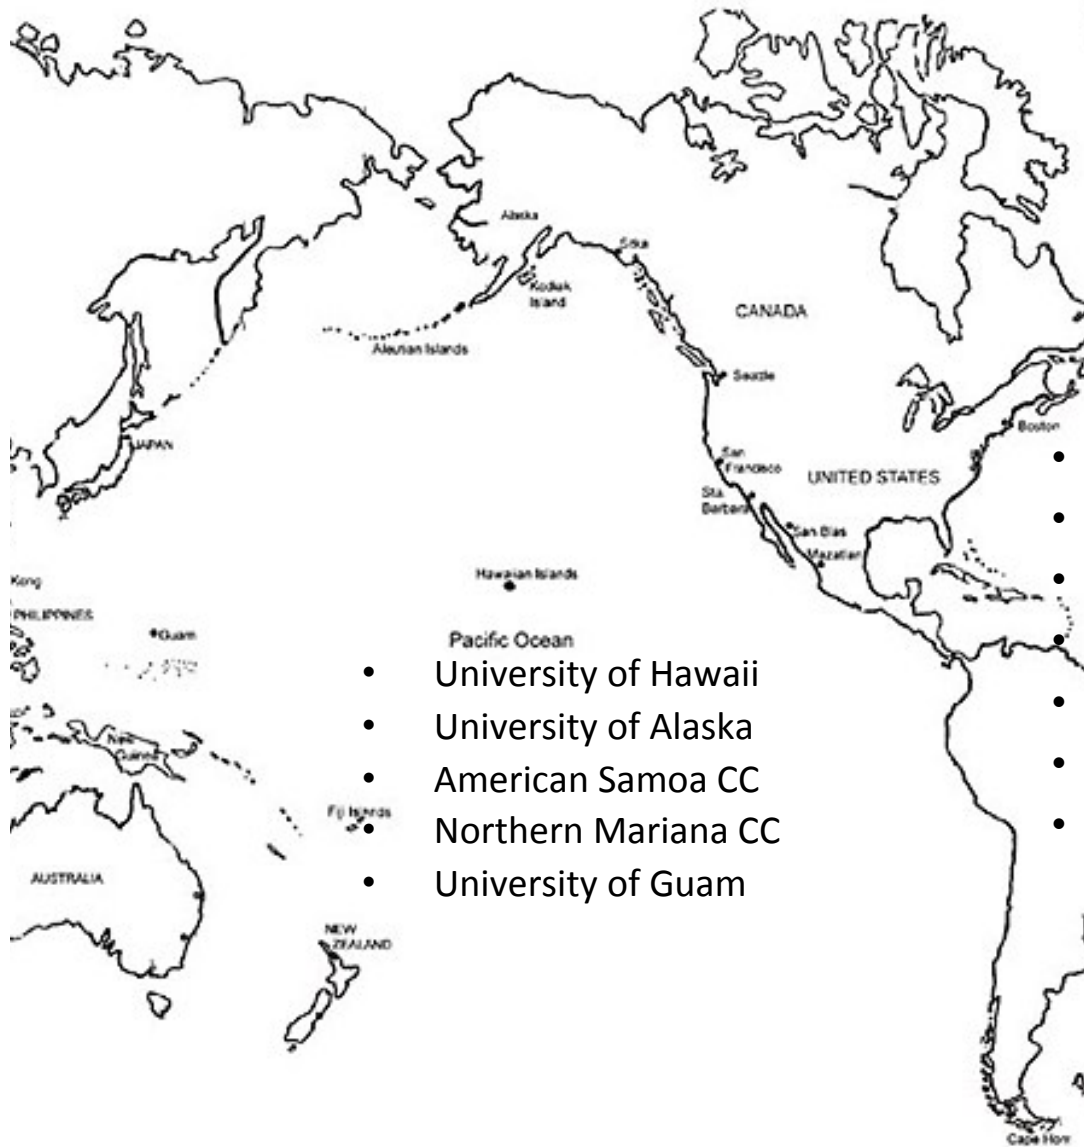 Alaska
Sitka
Kodiak
Island
CANADA
Aleutian Islands
Seattle
JAPAN
Boston
San
Francisco
UNITED STATES
Sta.
Barbara
San Blas
Mazatlan
Kong
Hawaiian Islands
PHILIPPINES
Guam
Pacific Ocean
• University of Hawaii
• University of Alaska
• American Samoa CC
• Northern Mariana CC
• University of Guam
New
Guinea
Fiji Islands
AUSTRALIA
NEW
ZEALAND
Cape Horn